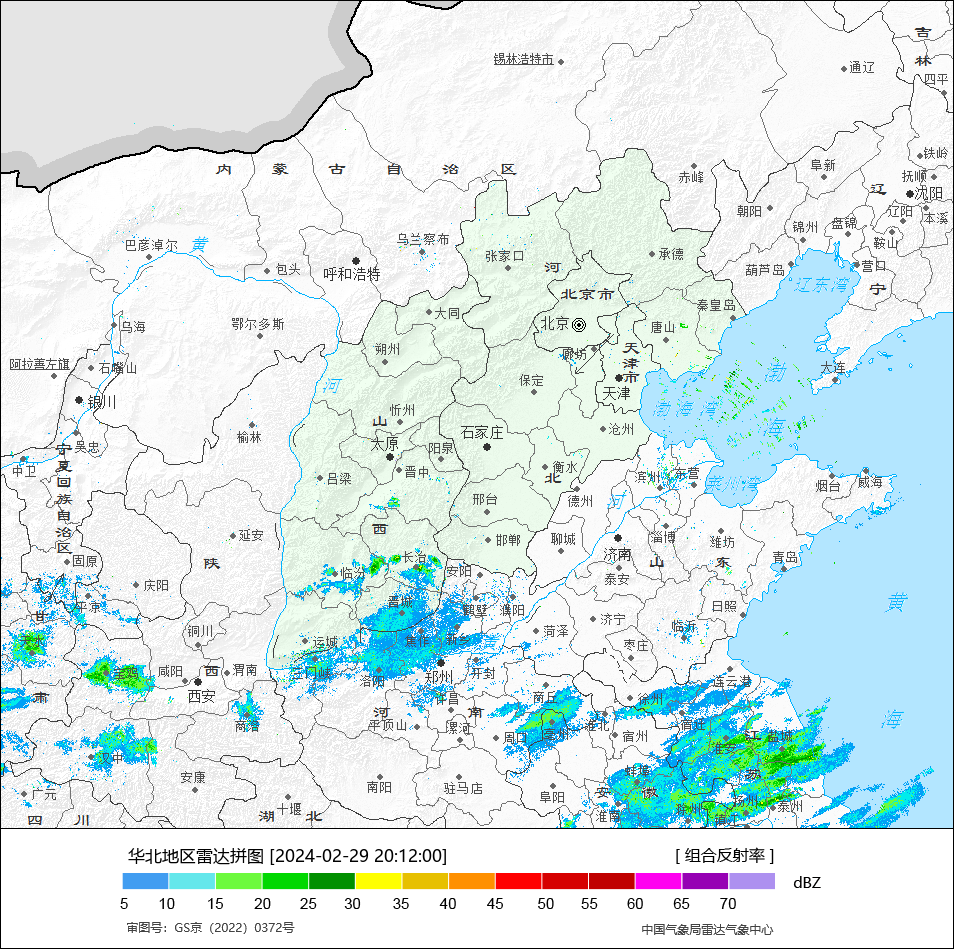 吉
锡林浩特市
林
通辽
四平
铁岭
内 蒙 古 自 治 区
阜新
赤峰
抚顺
辽
沈阳
朝阳
辽阳
本溪
锦州
盘锦
鞍山
巴彦淖尔
黄
乌兰察布
张家口
承德
河
包头
呼和浩特
葫芦岛
营口
辽东湾
宁
北京市
秦皇岛
大同
北京
唐山
乌海
鄂尔多斯
天
津
市
朔州
廊坊
阿拉善左旗
石嘴山
大连
渤
河
保定
天津
银川
忻州
渤海湾
山
海
榆林
太原
石家庄
沧州
吴忠
宁
夏
回
族
自
治
区
阳泉
中卫
晋中
衡水
吕梁
北
滨州
东营
莱州湾
烟台
威海
邢台
德州
河
西
延安
邯郸
聊城
济南
淄博
潍坊
青岛
固原
陕
山 东
临汾
长治
安阳
泰安
庆阳
平凉
晋城
鹤壁
濮阳
日照
黄
甘
济宁
铜川
菏泽
临沂
天水
运城
焦作
新乡
枣庄
宝鸡
咸阳
西
渭南
三门峡
洛阳
郑州
开封
西安
连云港
肃
商洛
许昌
商丘
徐州
河 南
平顶山
漯河
周口
亳州
淮北
宿州
宿迁
海
汉中
淮安
江
盐城
苏
安康
南阳
驻马店
阜阳
蚌埠
安 徽
广元
十堰
淮南
滁州
扬州
泰州
镇江
四 川
湖 北
华北地区雷达拼图 [2024-02-29 20:12:00]
[ 组合反射率 ]
dBZ
5 10 15 20 25 30 35 40 45 50 55 60 65 70
审图号：GS京（2022）0372号
中国气象局雷达气象中心